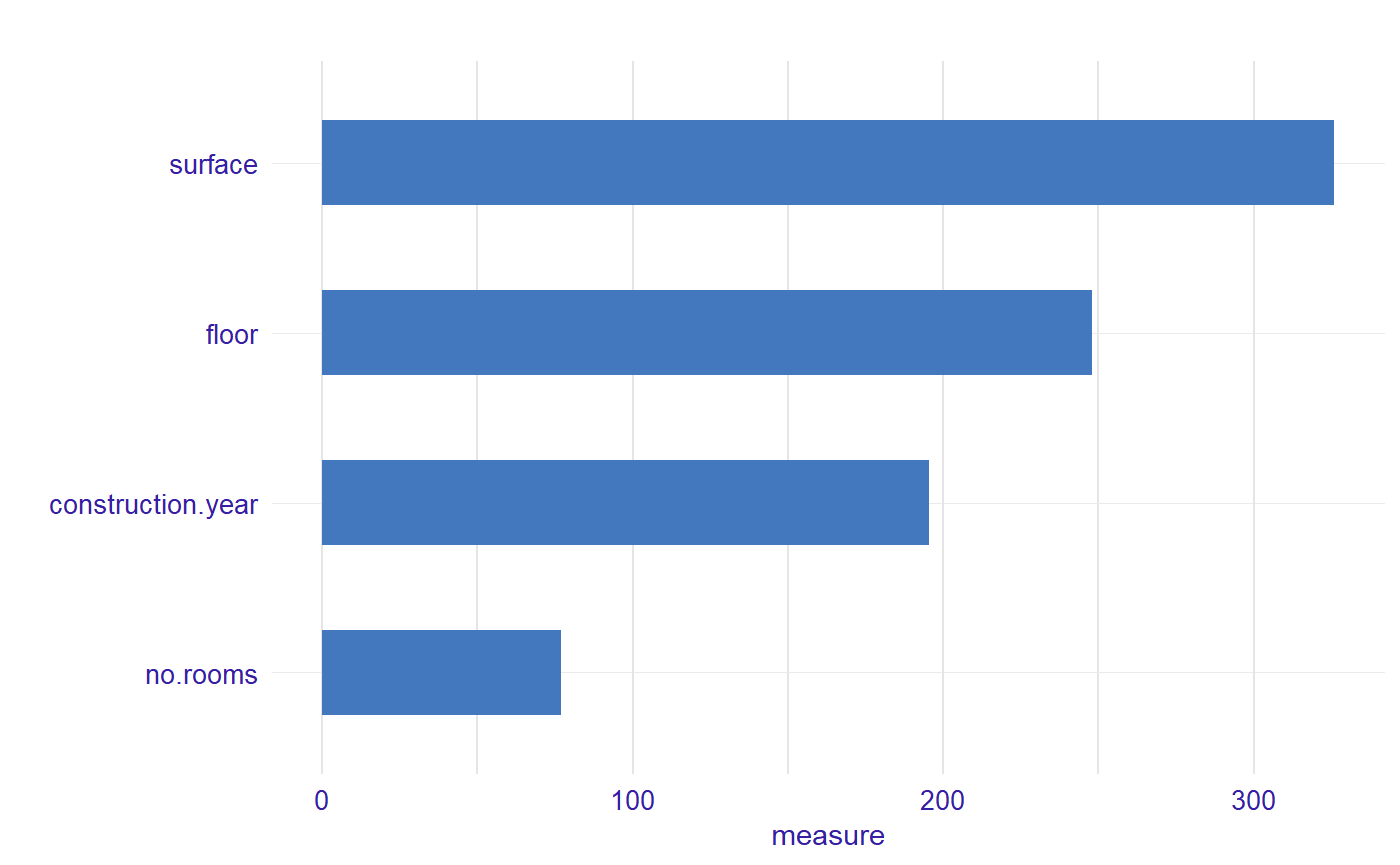 surface
floor
construction.year
no.rooms
0 100 200 300
measure